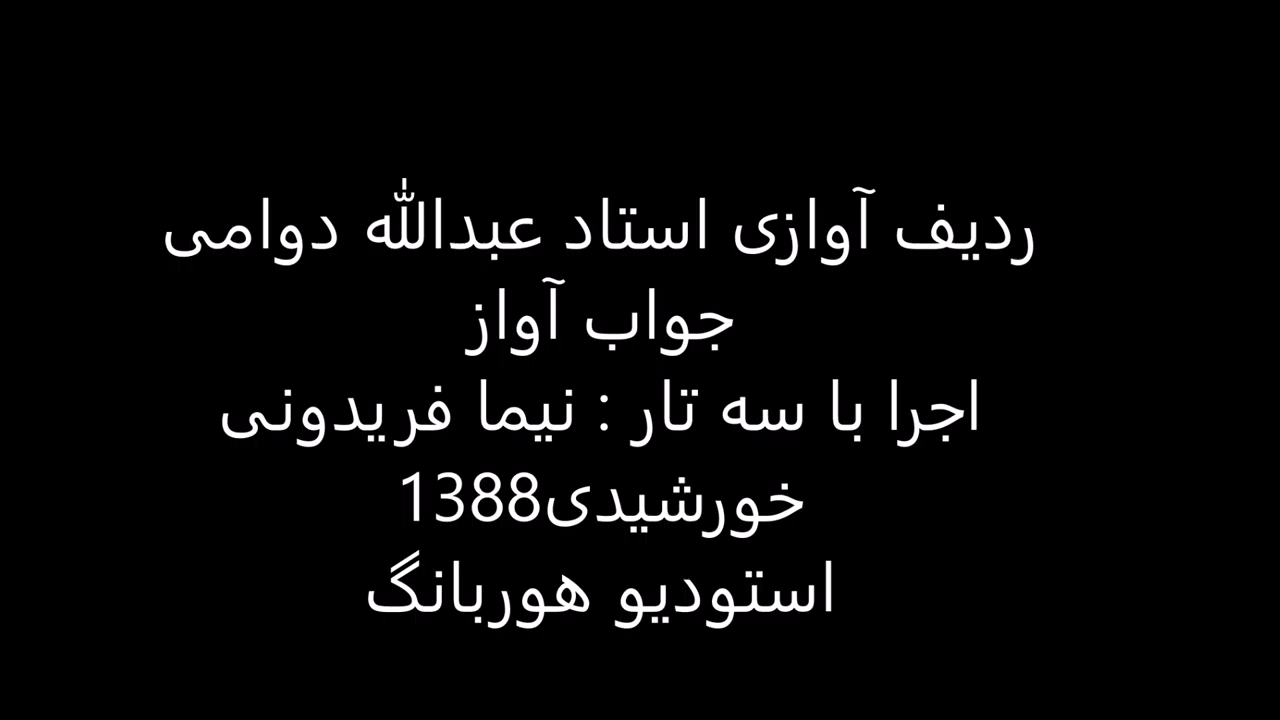 ردیف آوازی استاد عبدالله دوامی
جواب آواز
اجرا با سه تار : نیما فریدونی
خورشیدی1388
استودیو هوربانگ